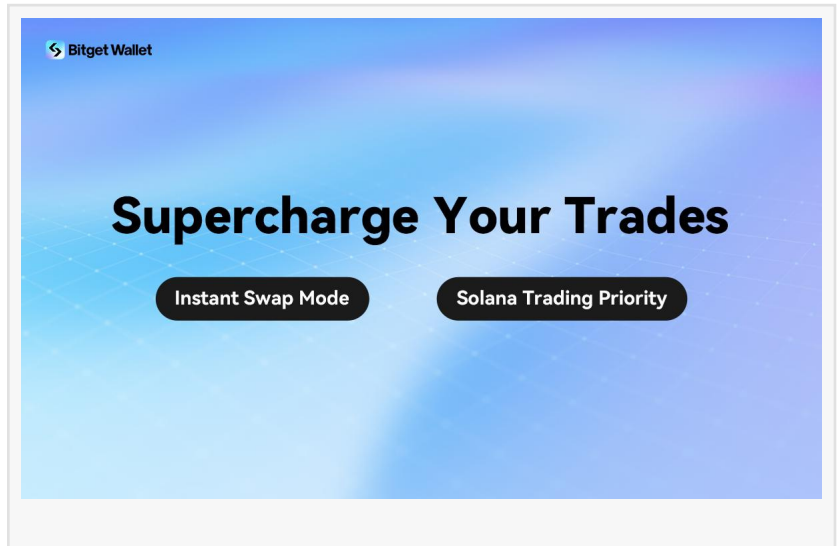 Bitget Wallet
Supercharge Your Trades
Instant Swap Mode
Solana Trading Priority